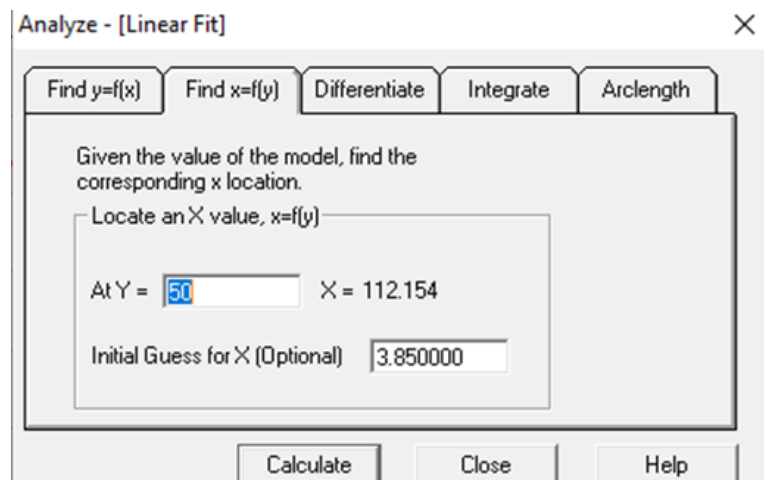 Analyze - [Linear Fit]
Find y=f(x) Find x=f(y) Differentiate Integrate Arclength
Given the value of the model, find the
corresponding x location.
Locate an X value, x=f(y)
At Y = 50 X = 112.154
Initial Guess for X (Optional) 3.850000
Calculate Close Help